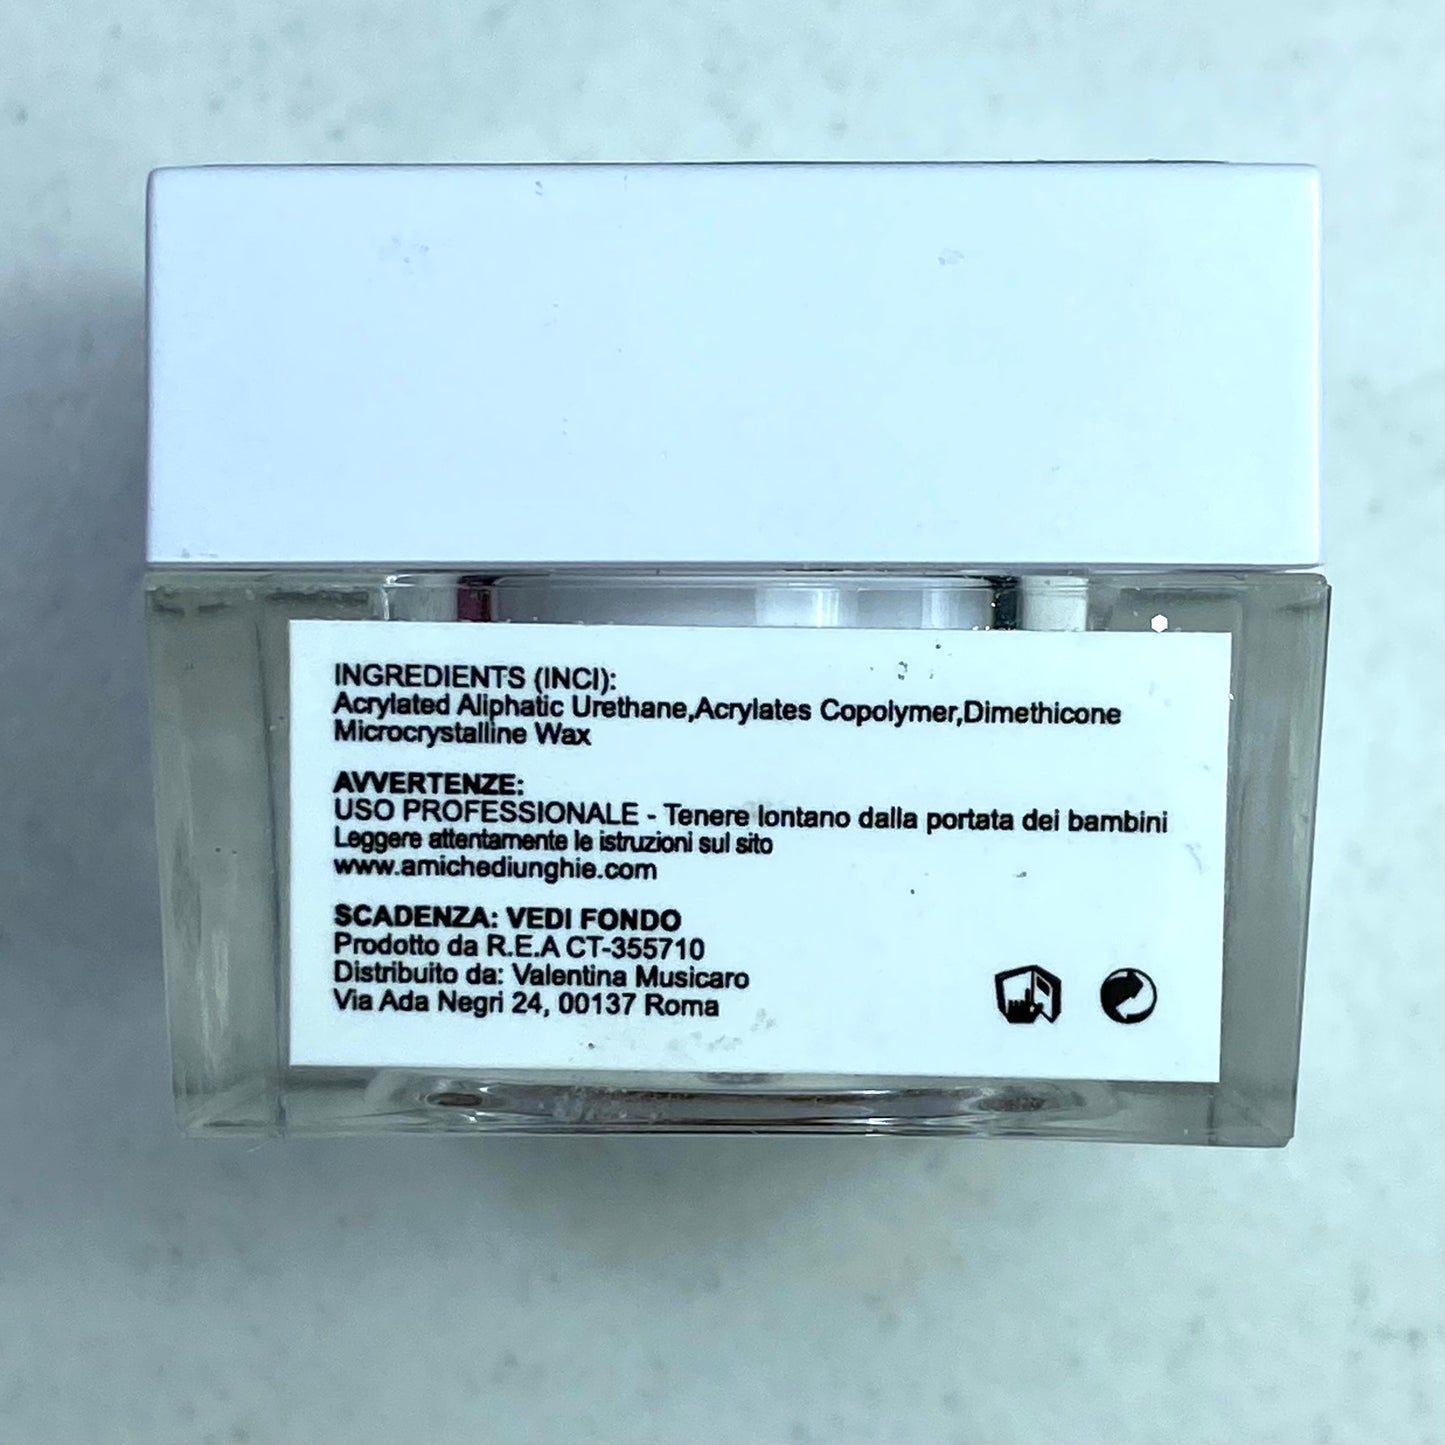 INGREDIENTS (INCI):
Acrylated Aliphatic Urethane,Acrylates Copolymer,Dimethicone
Microcrystalline Wax
AVVERTENZE:
USO PROFESSIONALE - Tenere lontano dalla portata dei bambini
Leggere attentamente le istruzioni sul sito
www.amichediunghie.com
SCADENZA: VEDI FONDO
Prodotto da R.E.A CT-355710
Distribuito da: Valentina Musicaro
Via Ada Negri 24, 00137 Roma